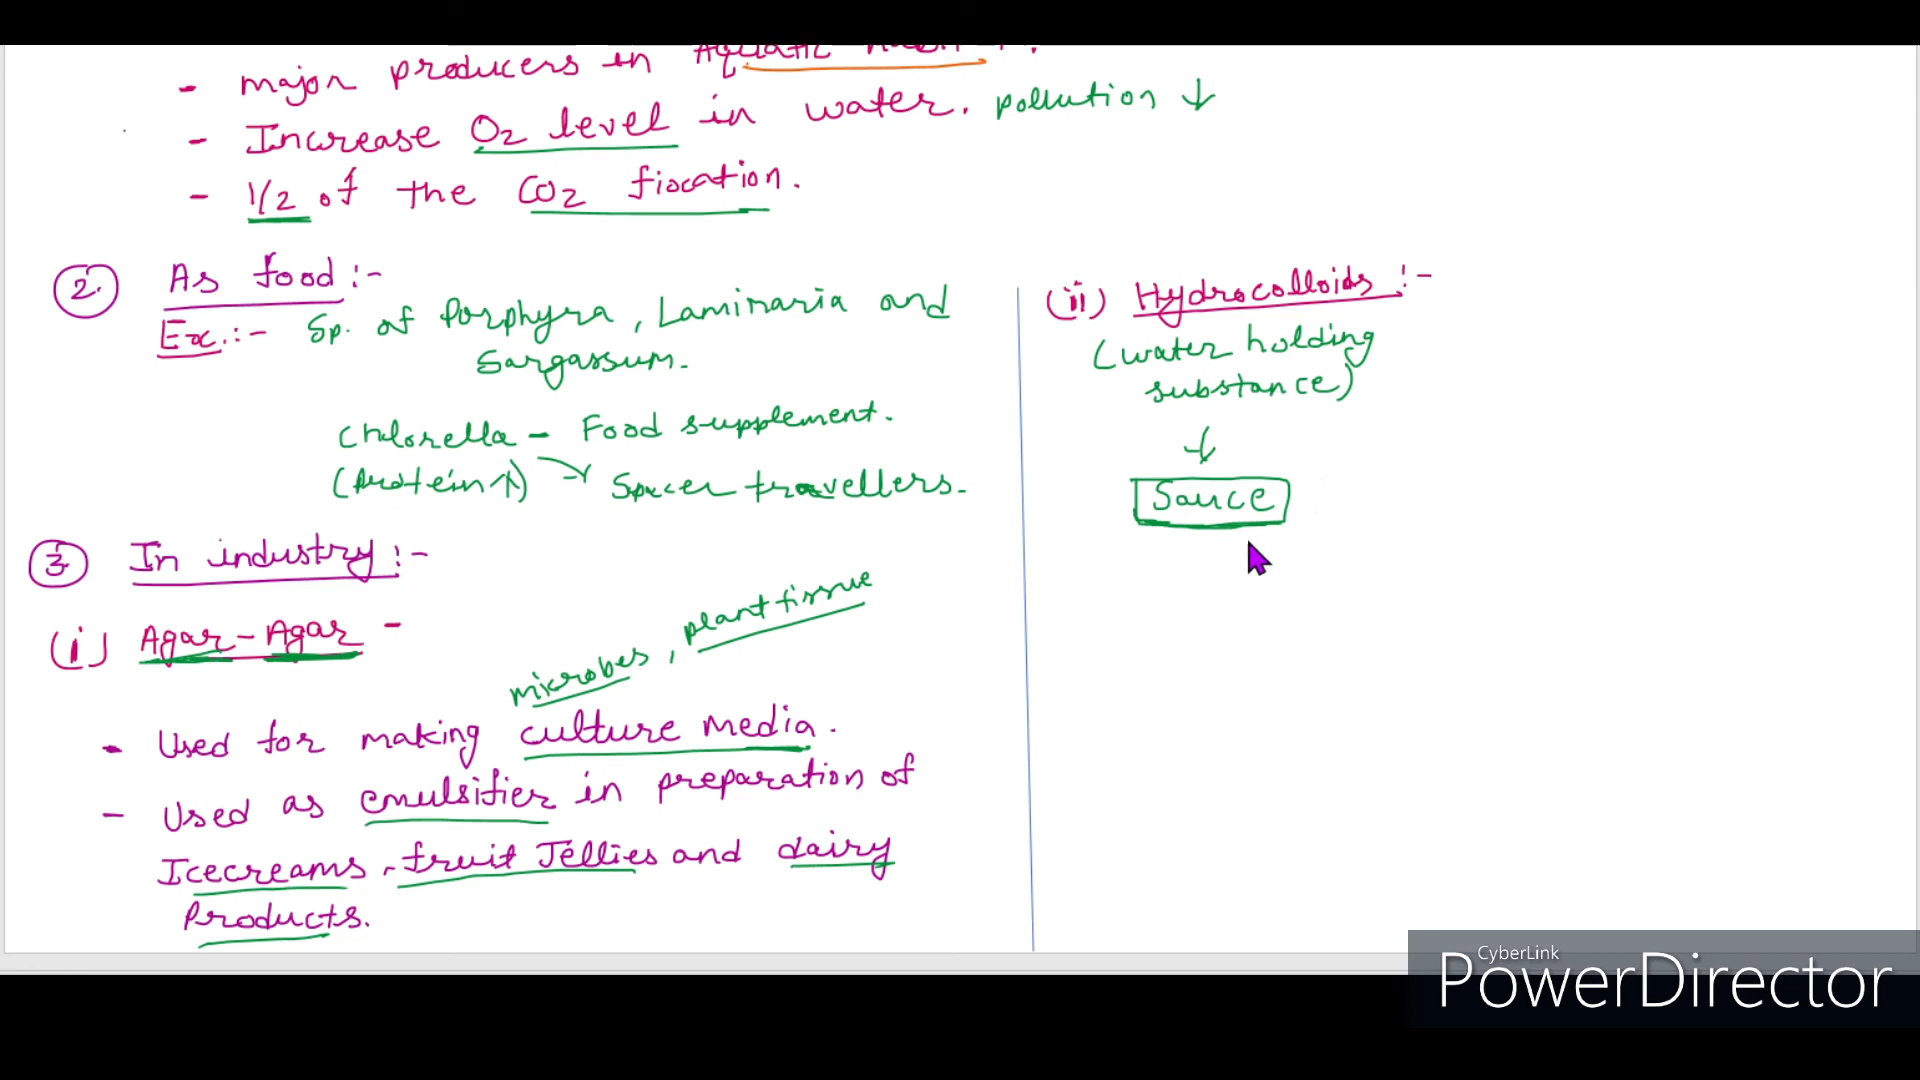 - major producers in Aquatic
- Increase O2 level in water. pollution ↓
- 1/2 of the CO2 fixation.
2. As food :-
Ex. :- Sp. of Porphyra, Laminaria and
Sargassum.
Chlorella - Food supplement.
(Protein↑) → Spacer travellers.
3 In industry :-
(i) Agar-Agar -
microbes, plant tissue
- Used for making culture media.
- Used as emulsifier in preparation of
Icecreams, fruit Jellies and dairy
Products.
(ii) Hydrocolloids :-
(water holding
substance)
↓
Sauce
CyberLink
PowerDirector